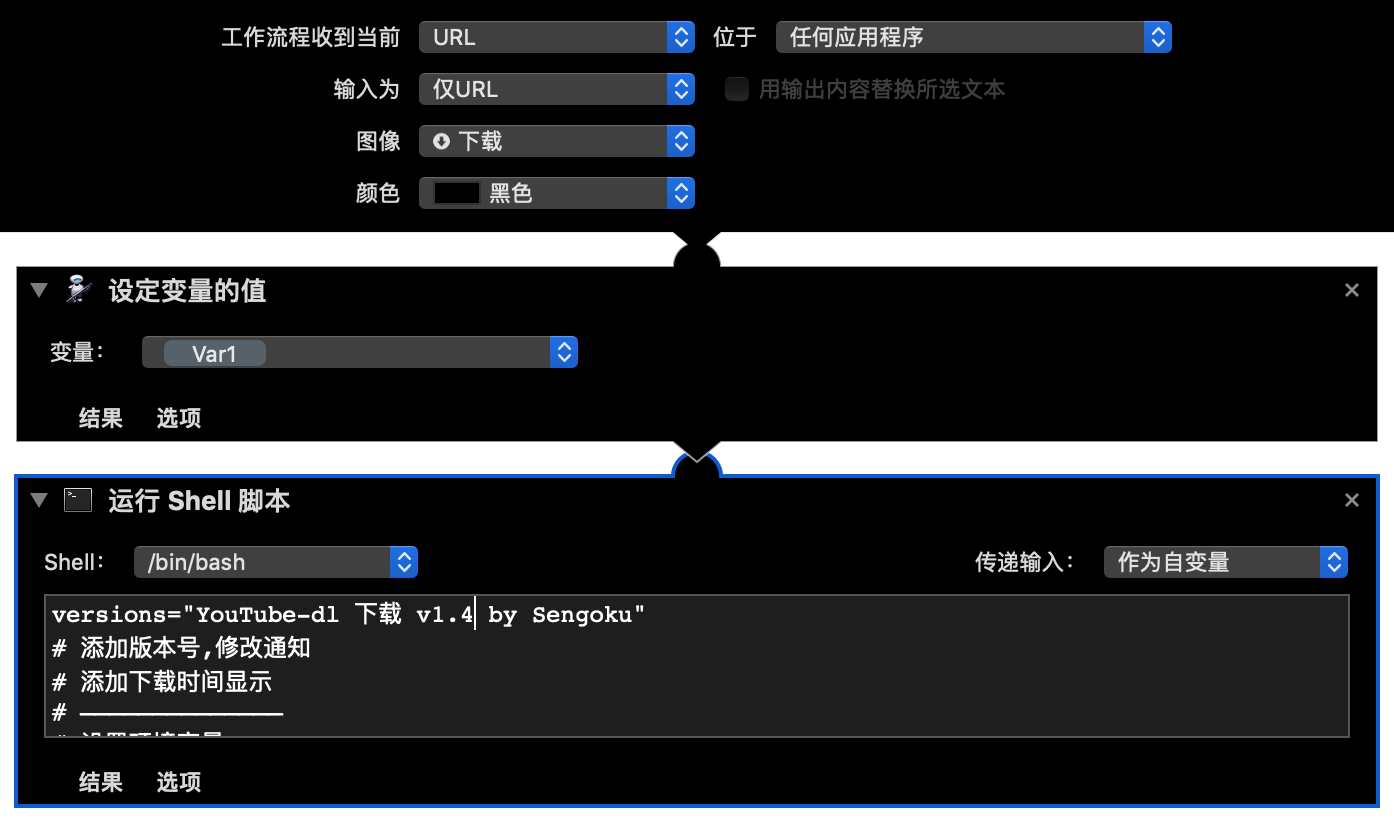 工作流程收到当前 URL 位于 任何应用程序
输入为 仅URL 用输出内容替换所选文本
图像 下载
颜色 黑色
设定变量的值
变量： Var1
结果 选项
运行 Shell 脚本
Shell： /bin/bash 传递输入： 作为自变量
versions="YouTube-dl 下载 v1.4 by Sengoku"
# 添加版本号,修改通知
# 添加下载时间显示
# ——————————————
结果 选项